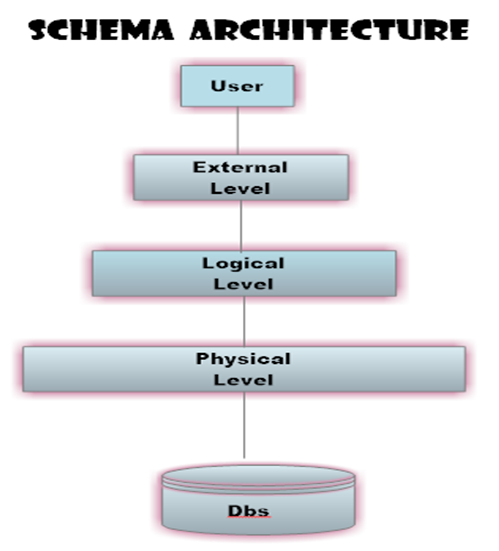 SCHEMA ARCHITECTURE
User
External
Level
Logical
Level
Physical
Level
Dbs